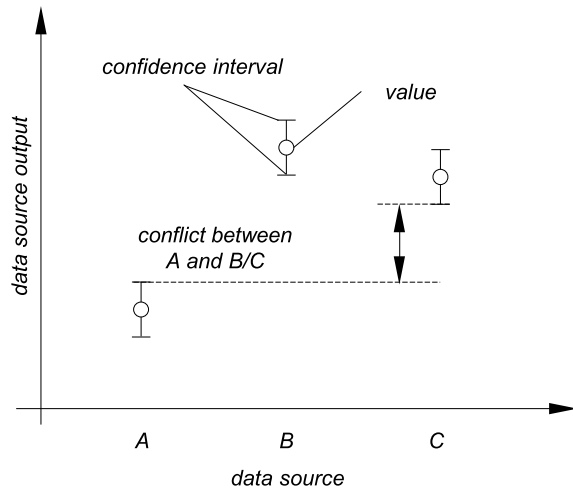 confidence interval
value
data source output
conflict between
A and B/C
A
B
C
data source